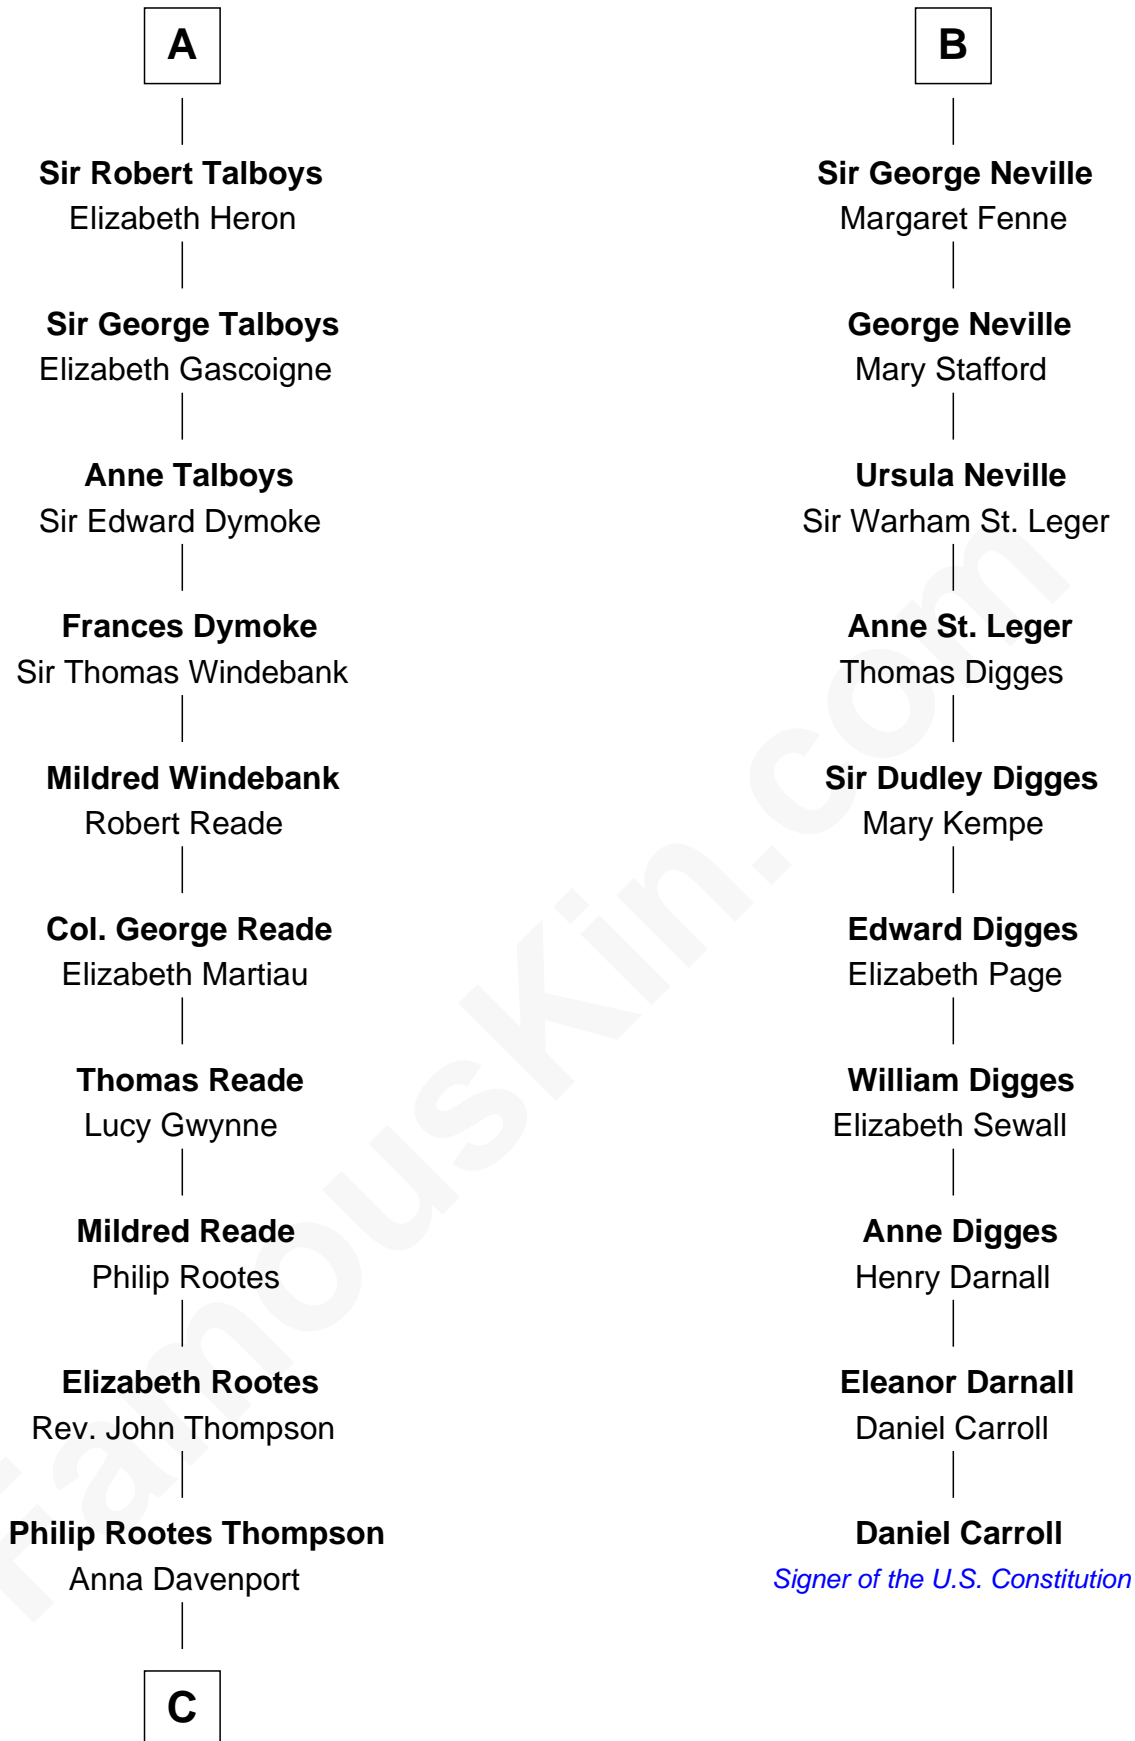 A
Sir Robert Talboys
Elizabeth Heron
Sir George Talboys
Elizabeth Gascoigne
Anne Talboys
Sir Edward Dymoke
Frances Dymoke
Sir Thomas Windebank
Mildred Windebank
Robert Reade
Col. George Reade
Elizabeth Martiau
Thomas Reade
Lucy Gwynne
Mildred Reade
Philip Rootes
Elizabeth Rootes
Rev. John Thompson
Philip Rootes Thompson
Anna Davenport
C
B
Sir George Neville
Margaret Fenne
George Neville
Mary Stafford
Ursula Neville
Sir Warham St. Leger
Anne St. Leger
Thomas Digges
Sir Dudley Digges
Mary Kempe
Edward Digges
Elizabeth Page
William Digges
Elizabeth Sewall
Anne Digges
Henry Darnall
Eleanor Darnall
Daniel Carroll
Daniel Carroll
Signer of the U.S. Constitution
FamousKin.com